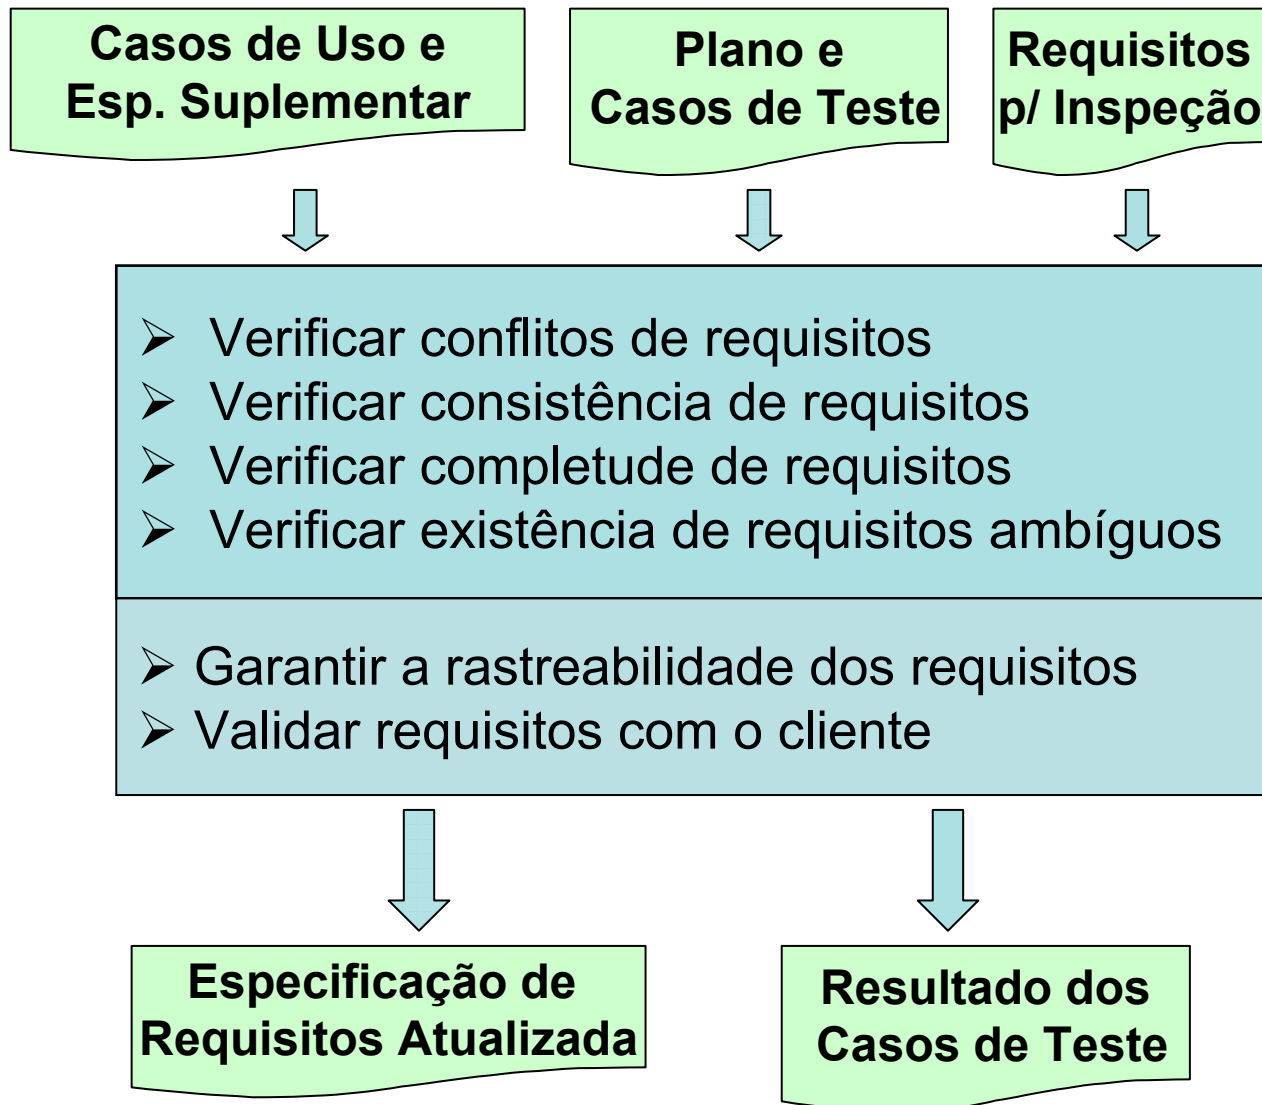 Casos de Uso e
Esp. Suplementar
Plano e
Casos de Teste
Requisitos
p/ Inspeção
➢ Verificar conflitos de requisitos
➢ Verificar consistência de requisitos
➢ Verificar completude de requisitos
➢ Verificar existência de requisitos ambíguos
➢ Garantir a rastreabilidade dos requisitos
➢ Validar requisitos com o cliente
Especificação de
Requisitos Atualizada
Resultado dos
Casos de Teste